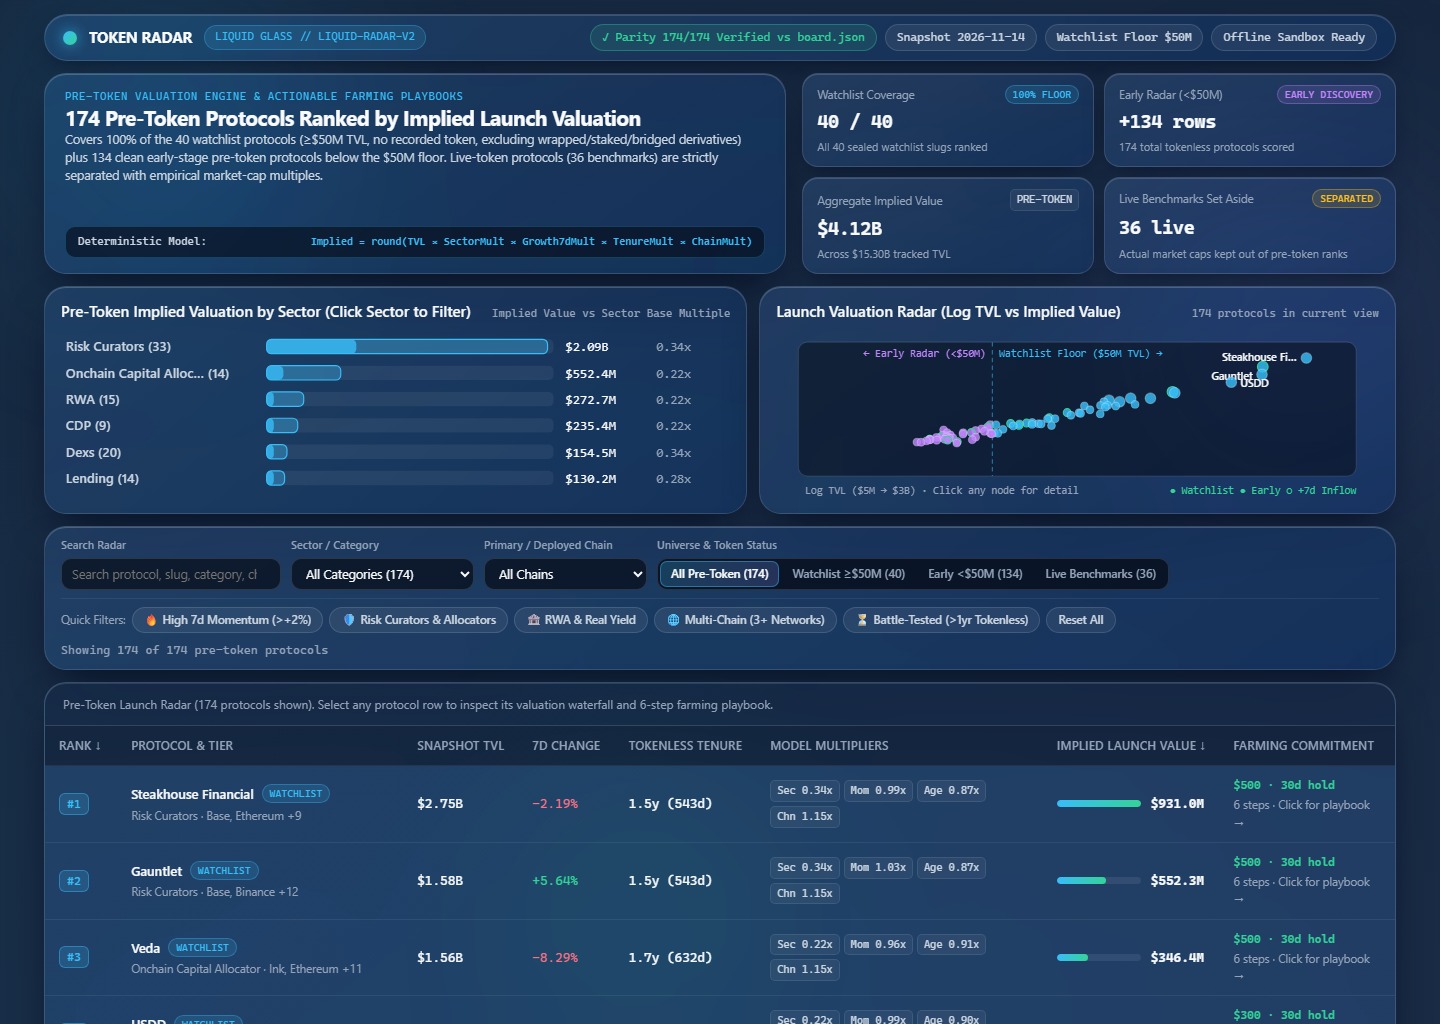 TOKEN RADAR
LIQUID GLASS // LIQUID-RADAR-V2
✓ Parity 174/174 Verified vs board.json
Snapshot 2026-11-14
Watchlist Floor $50M
Offline Sandbox Ready
PRE-TOKEN VALUATION ENGINE & ACTIONABLE FARMING PLAYBOOKS
174 Pre-Token Protocols Ranked by Implied Launch Valuation
Covers 100% of the 40 watchlist protocols (≥$50M TVL, no recorded token, excluding wrapped/staked/bridged derivatives)
plus 134 clean early-stage pre-token protocols below the $50M floor. Live-token protocols (36 benchmarks) are strictly
separated with empirical market-cap multiples.
Deterministic Model:
Implied = round(TVL × SectorMult × Growth7dMult × TenureMult × ChainMult)
Watchlist Coverage
100% FLOOR
40 / 40
All 40 sealed watchlist slugs ranked
Early Radar (<$50M)
EARLY DISCOVERY
+134 rows
174 total tokenless protocols scored
Aggregate Implied Value
PRE-TOKEN
$4.12B
Across $15.30B tracked TVL
Live Benchmarks Set Aside
SEPARATED
36 live
Actual market caps kept out of pre-token ranks
Pre-Token Implied Valuation by Sector (Click Sector to Filter)
Implied Value vs Sector Base Multiple
Risk Curators (33) $2.09B 0.34x
Onchain Capital Alloc... (14) $552.4M 0.22x
RWA (15) $272.7M 0.22x
CDP (9) $235.4M 0.22x
Dexs (20) $154.5M 0.34x
Lending (14) $130.2M 0.28x
Launch Valuation Radar (Log TVL vs Implied Value)
174 protocols in current view
← Early Radar (<$50M)
Watchlist Floor ($50M TVL) →
Steakhouse Fi...
Gauntlet
USDD
Log TVL ($5M → $3B) · Click any node for detail
● Watchlist ● Early ○ +7d Inflow
Search Radar
Search protocol, slug, category, ch
Sector / Category
All Categories (174)
Primary / Deployed Chain
All Chains
Universe & Token Status
All Pre-Token (174)
Watchlist ≥$50M (40)
Early <$50M (134)
Live Benchmarks (36)
Quick Filters:
🔥 High 7d Momentum (>+2%)
🛡️ Risk Curators & Allocators
🏦 RWA & Real Yield
🌐 Multi-Chain (3+ Networks)
⏳ Battle-Tested (>1yr Tokenless)
Reset All
Showing 174 of 174 pre-token protocols
Pre-Token Launch Radar (174 protocols shown). Select any protocol row to inspect its valuation waterfall and 6-step farming playbook.
RANK ↓ PROTOCOL & TIER SNAPSHOT TVL 7D CHANGE TOKENLESS TENURE MODEL MULTIPLIERS IMPLIED LAUNCH VALUE ↓ FARMING COMMITMENT
#1
Steakhouse Financial WATCHLIST
Risk Curators · Base, Ethereum +9
$2.75B
-2.19%
1.5y (543d)
Sec 0.34x Mom 0.99x Age 0.87x
Chn 1.15x
$931.0M
$500 · 30d hold
6 steps · Click for playbook
→
#2
Gauntlet WATCHLIST
Risk Curators · Base, Binance +12
$1.58B
+5.64%
1.5y (543d)
Sec 0.34x Mom 1.03x Age 0.87x
Chn 1.15x
$552.3M
$500 · 30d hold
6 steps · Click for playbook
→
#3
Veda WATCHLIST
Onchain Capital Allocator · Ink, Ethereum +11
$1.56B
-8.29%
1.7y (632d)
Sec 0.22x Mom 0.96x Age 0.91x
Chn 1.15x
$346.4M
$500 · 30d hold
6 steps · Click for playbook
→
USDD WATCHLIST
Sec 0.22x Mom 0.99x Age 0.90x
$300 · 30d hold